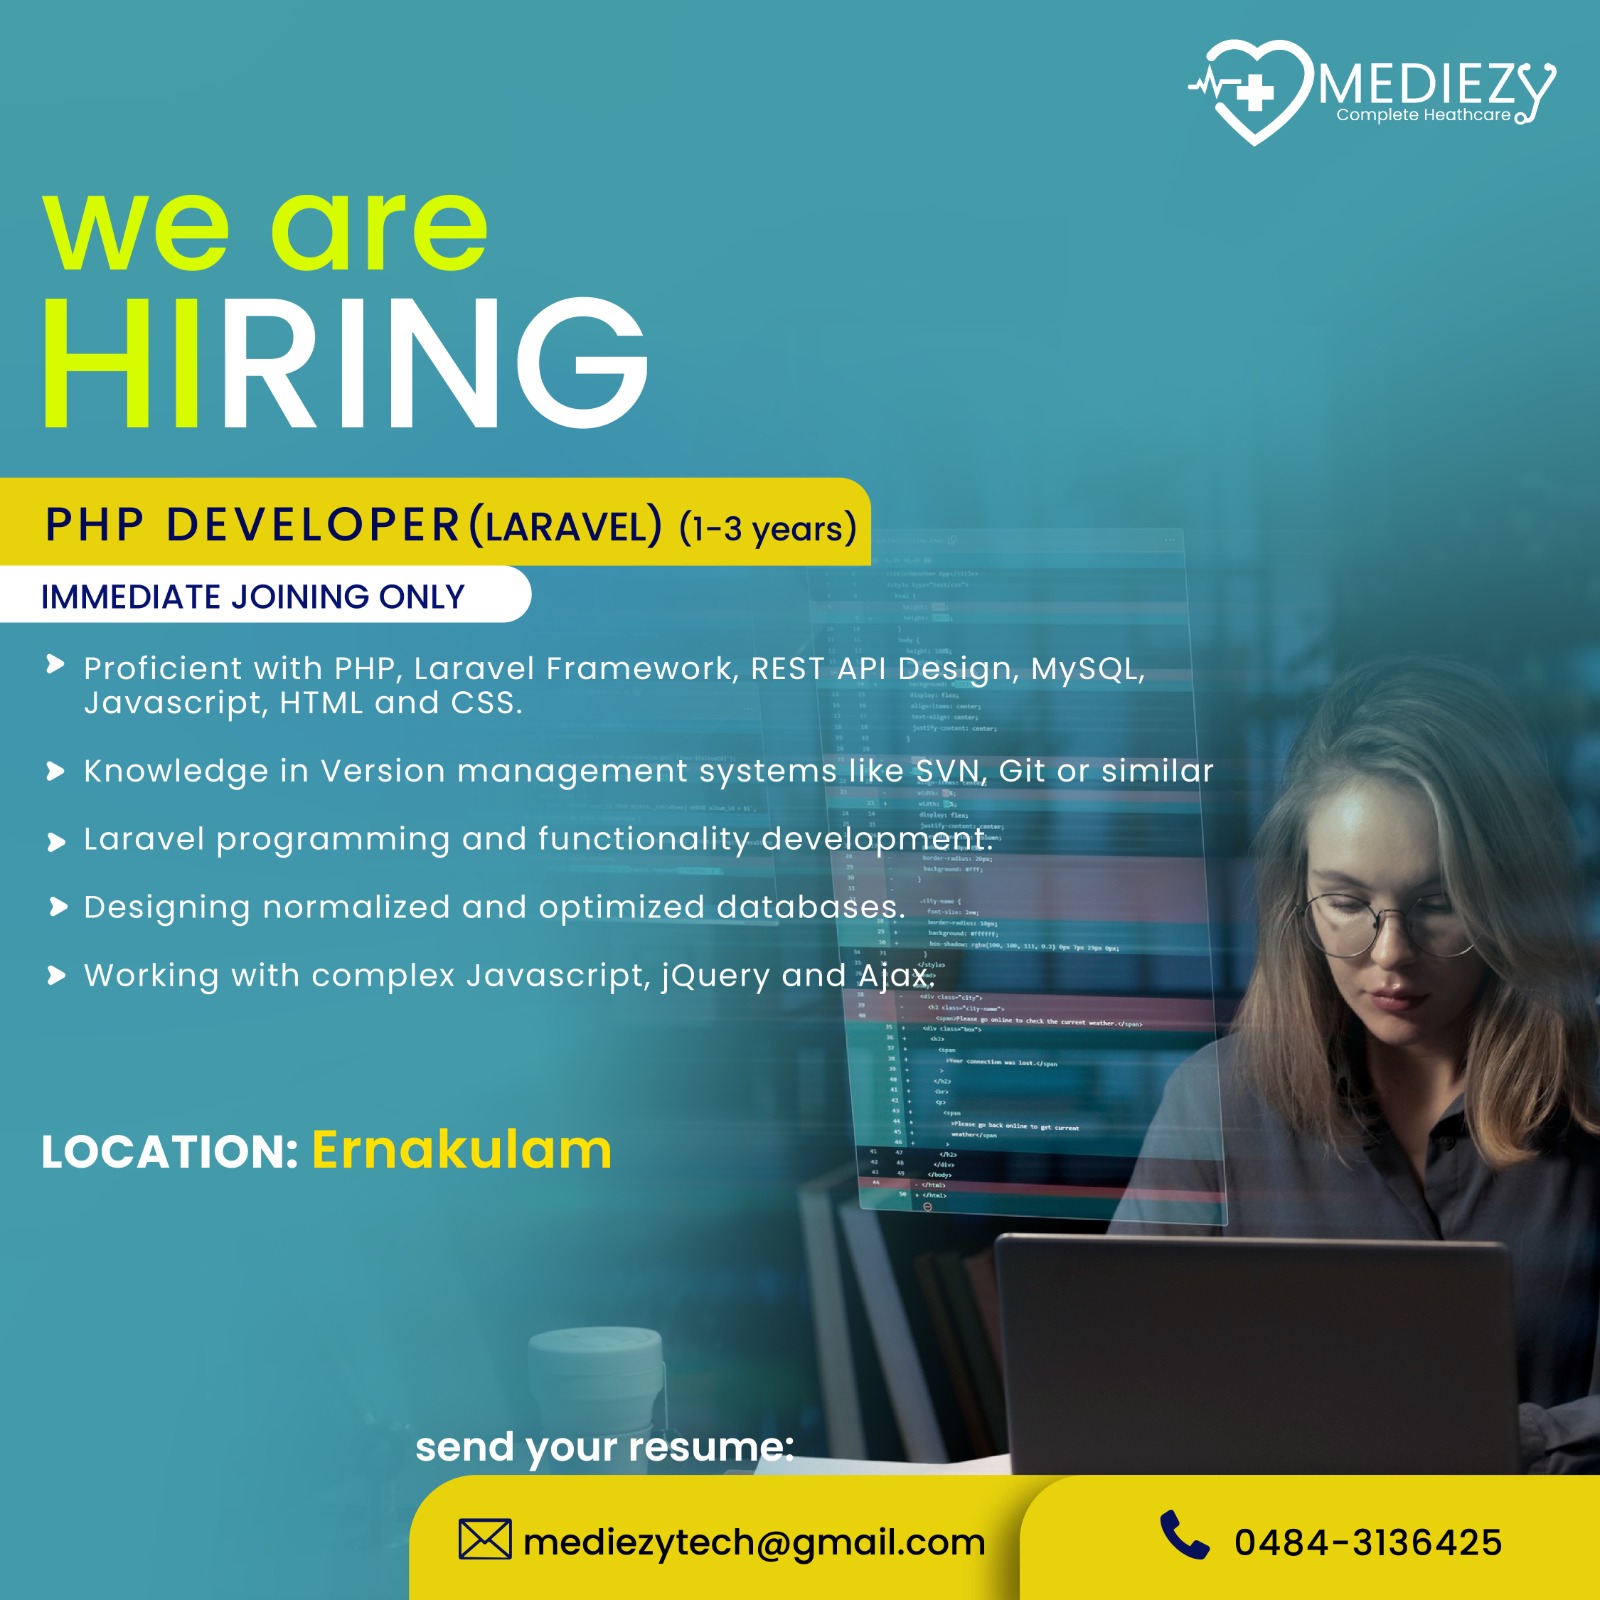 MEDIEZY
Complete Heathcare
we are
HIRING
PHP DEVELOPER (LARAVEL) (1-3 years)
IMMEDIATE JOINING ONLY
Proficient with PHP, Laravel Framework, REST API Design, MySQL,
Javascript, HTML and CSS.
Knowledge in Version management systems like SVN, Git or similar
Laravel programming and functionality development.
Designing normalized and optimized databases.
Working with complex Javascript, jQuery and Ajax.
LOCATION: Ernakulam
send your resume:
mediezytech@gmail.com
0484-3136425